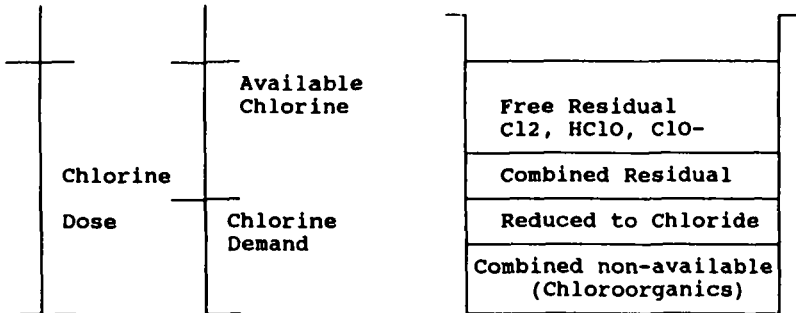 Available
Chlorine
Chlorine
Dose
Chlorine
Demand
Free Residual
Cl2, HClO, ClO-
Combined Residual
Reduced to Chloride
Combined non-available
(Chloroorganics)